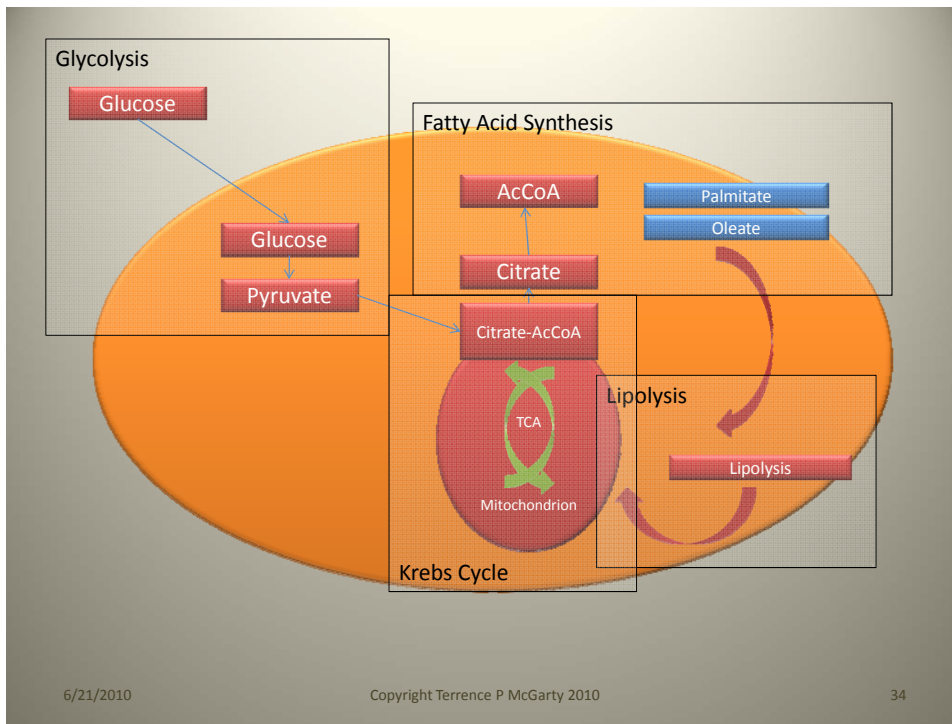 Glycolysis
Glucose
Glucose
Pyruvate
Fatty Acid Synthesis
AcCoA
Citrate
Palmitate
Oleate
Citrate-AcCoA
TCA
Mitochondrion
Krebs Cycle
Lipolysis
Lipolysis
6/21/2010
Copyright Terrence P McGarty 2010
34